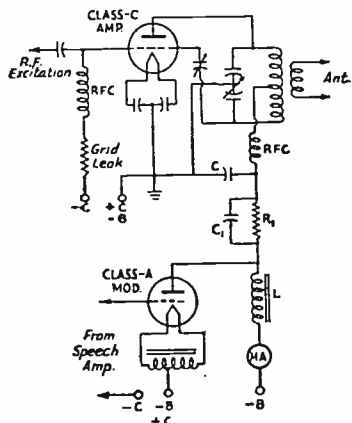 CLASS-C
AMP.
R.F.
Excitation
RFC
Grid
Leak
-C
+C
-B
Ant.
RFC
C
C₁
R₁
CLASS-A
MOD.
L
From
Speech
Amp.
MA
-B
-C
-B
+C